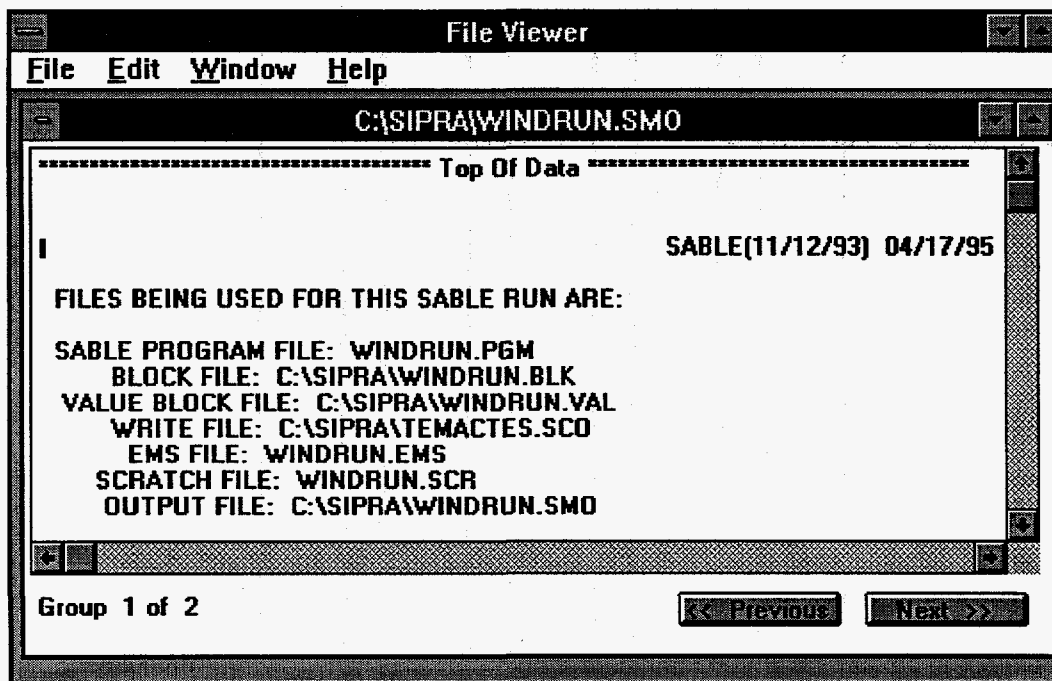 File Viewer
File Edit Window Help
C:\SIPRA\WINDRUN.SMO
************************************** Top Of Data **************************************
SABLE(11/12/93) 04/17/95
FILES BEING USED FOR THIS SABLE RUN ARE:
SABLE PROGRAM FILE: WINDRUN.PGM
BLOCK FILE: C:\SIPRA\WINDRUN.BLK
VALUE BLOCK FILE: C:\SIPRA\WINDRUN.VAL
WRITE FILE: C:\SIPRA\TEMACTES.SCO
EMS FILE: WINDRUN.EMS
SCRATCH FILE: WINDRUN.SCR
OUTPUT FILE: C:\SIPRA\WINDRUN.SMO
Group 1 of 2
<< Previous Next >>